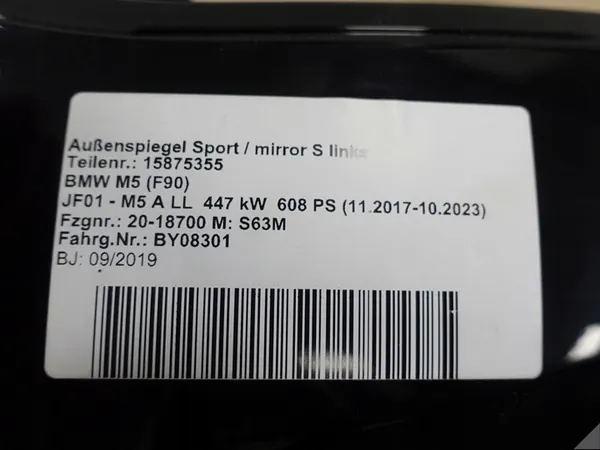 Außenspiegel Sport / mirror S links
Teilenr.: 15875355
BMW M5 (F90)
JF01 - M5 A LL 447 kW 608 PS (11.2017-10.2023)
Fzgnr.: 20-18700 M: S63M
Fahrg.Nr.: BY08301
BJ: 09/2019